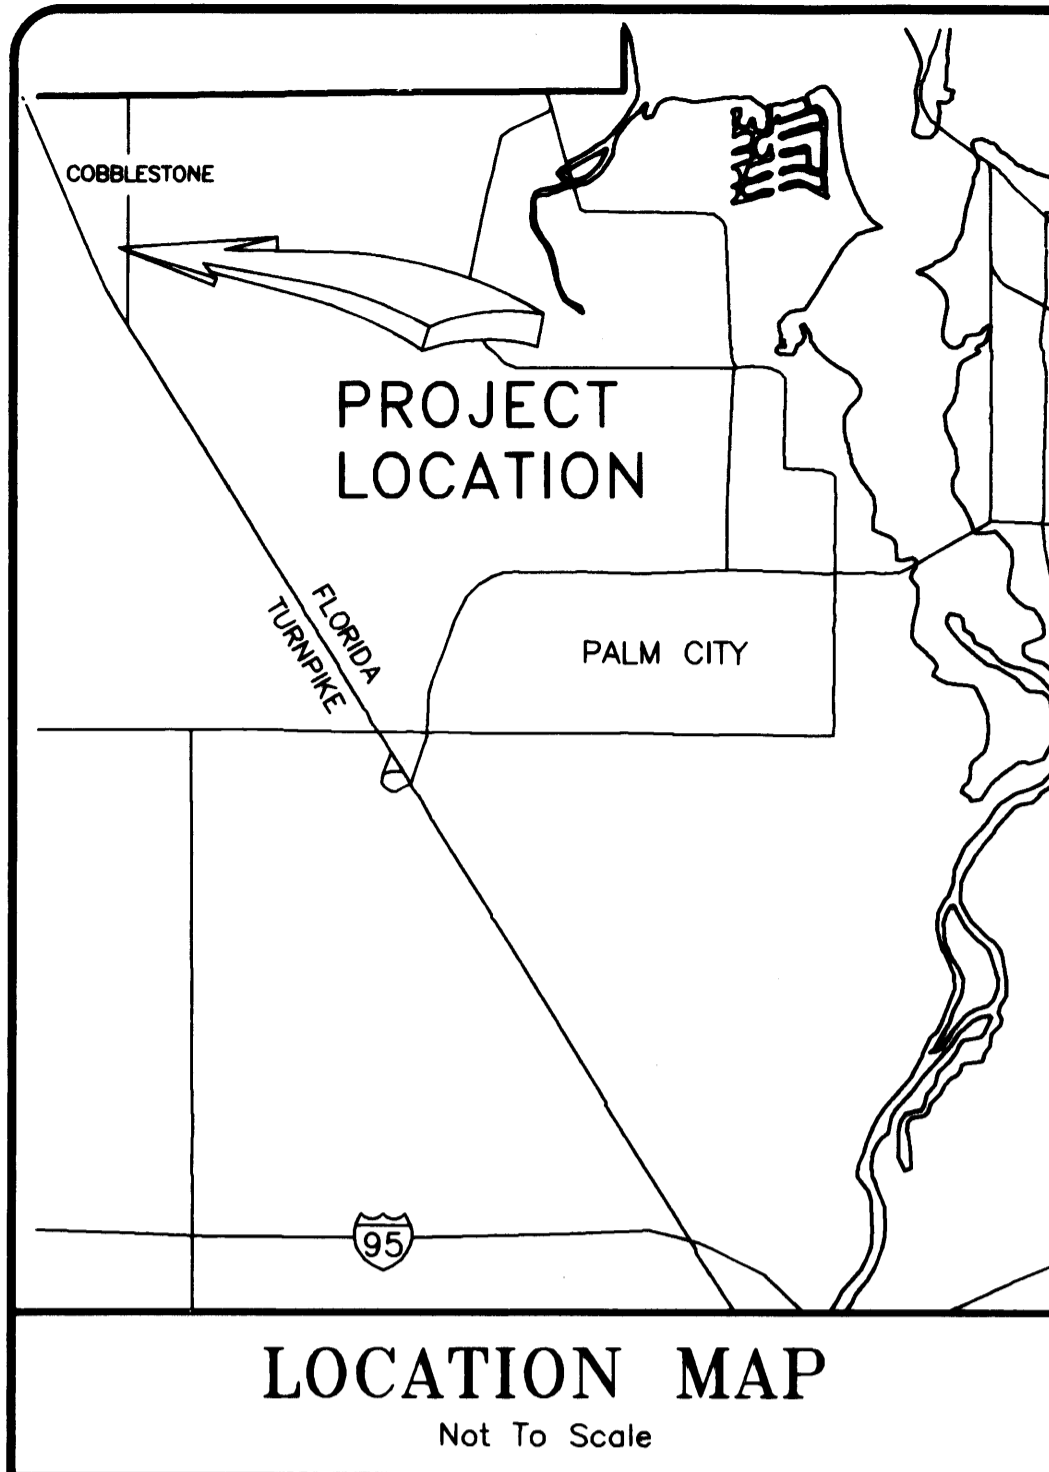 COBBLESTONE
PROJECT
LOCATION
FLORIDA
TURNPIKE
PALM CITY
95
LOCATION MAP
Not To Scale